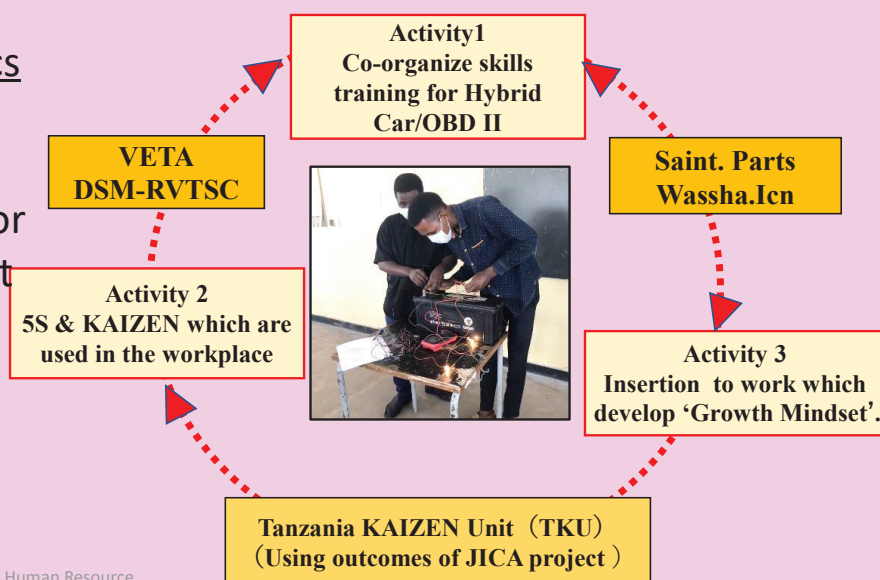 cs
or
t
Activity1
Co-organize skills
training for Hybrid
Car/OBD II
VETA
DSM-RVTSC
Saint. Parts
Wassha.Icn
Activity 2
5S & KAIZEN which are
used in the workplace
Activity 3
Insertion to work which
develop ‘Growth Mindset’.
Tanzania KAIZEN Unit（TKU）
（Using outcomes of JICA project ）
Human Resource